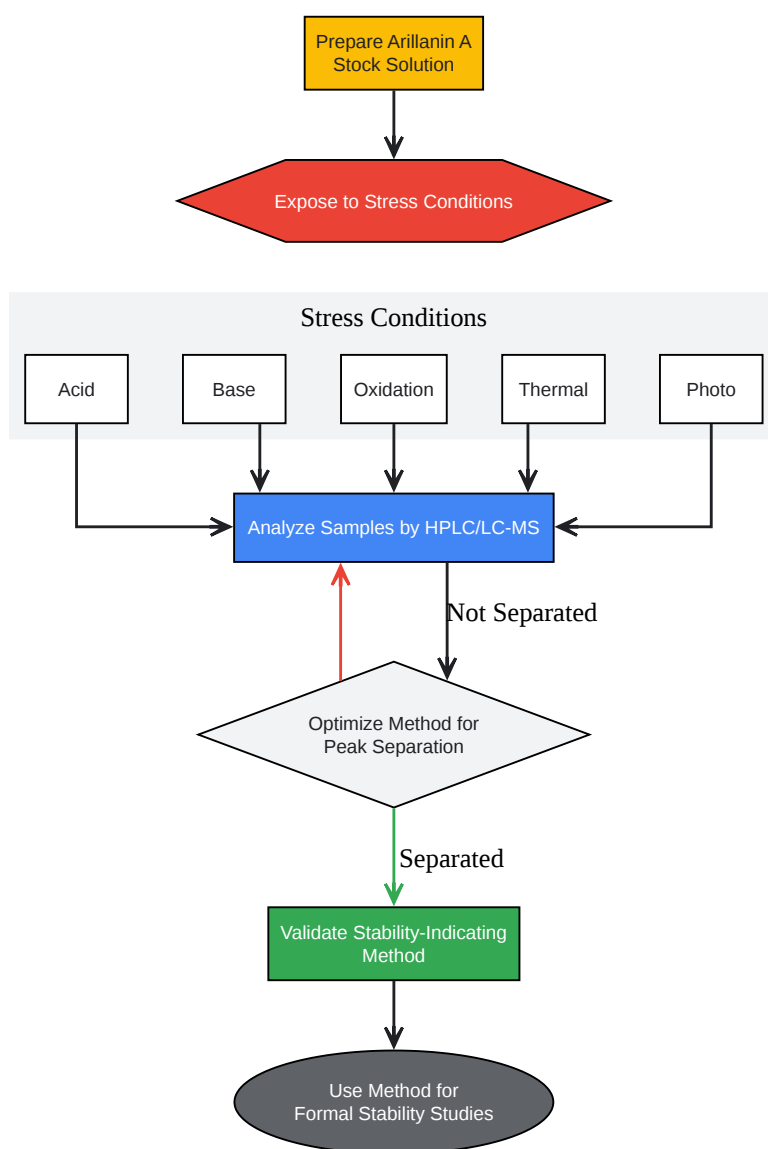 Prepare Arillanin A
Stock Solution
Expose to Stress Conditions
Stress Conditions
Acid
Base
Oxidation
Thermal
Photo
Analyze Samples by HPLC/LC-MS
Not Separated
Optimize Method for
Peak Separation
Separated
Validate Stability-Indicating
Method
Use Method for
Formal Stability Studies